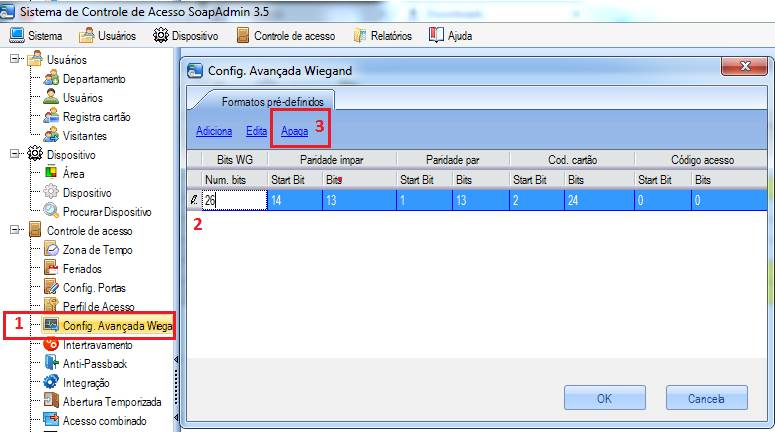 Sistema de Controle de Acesso SoapAdmin 3.5
Sistema Usuários Dispositivo Controle de acesso Relatórios Ajuda
Usuários
Departamento
Usuários
Registra cartão
Visitantes
Dispositivo
Área
Dispositivo
Procurar Dispositivo
Controle de acesso
Zona de Tempo
Feriados
Config. Portas
Perfil de Acesso
1 Config. Avançada Wiega
Intertravamento
Anti-Passback
Integração
Abertura Temporizada
Acesso combinado
Config. Avançada Wiegand
Formatos pré-definidos
Adiciona Edita Apaga 3
Bits WG Paridade impar Paridade par Cod. cartão Código acesso
Num. bits Start Bit Bits Start Bit Bits Start Bit Bits Start Bit Bits
26 14 13 1 13 2 24 0 0
2
OK Cancela